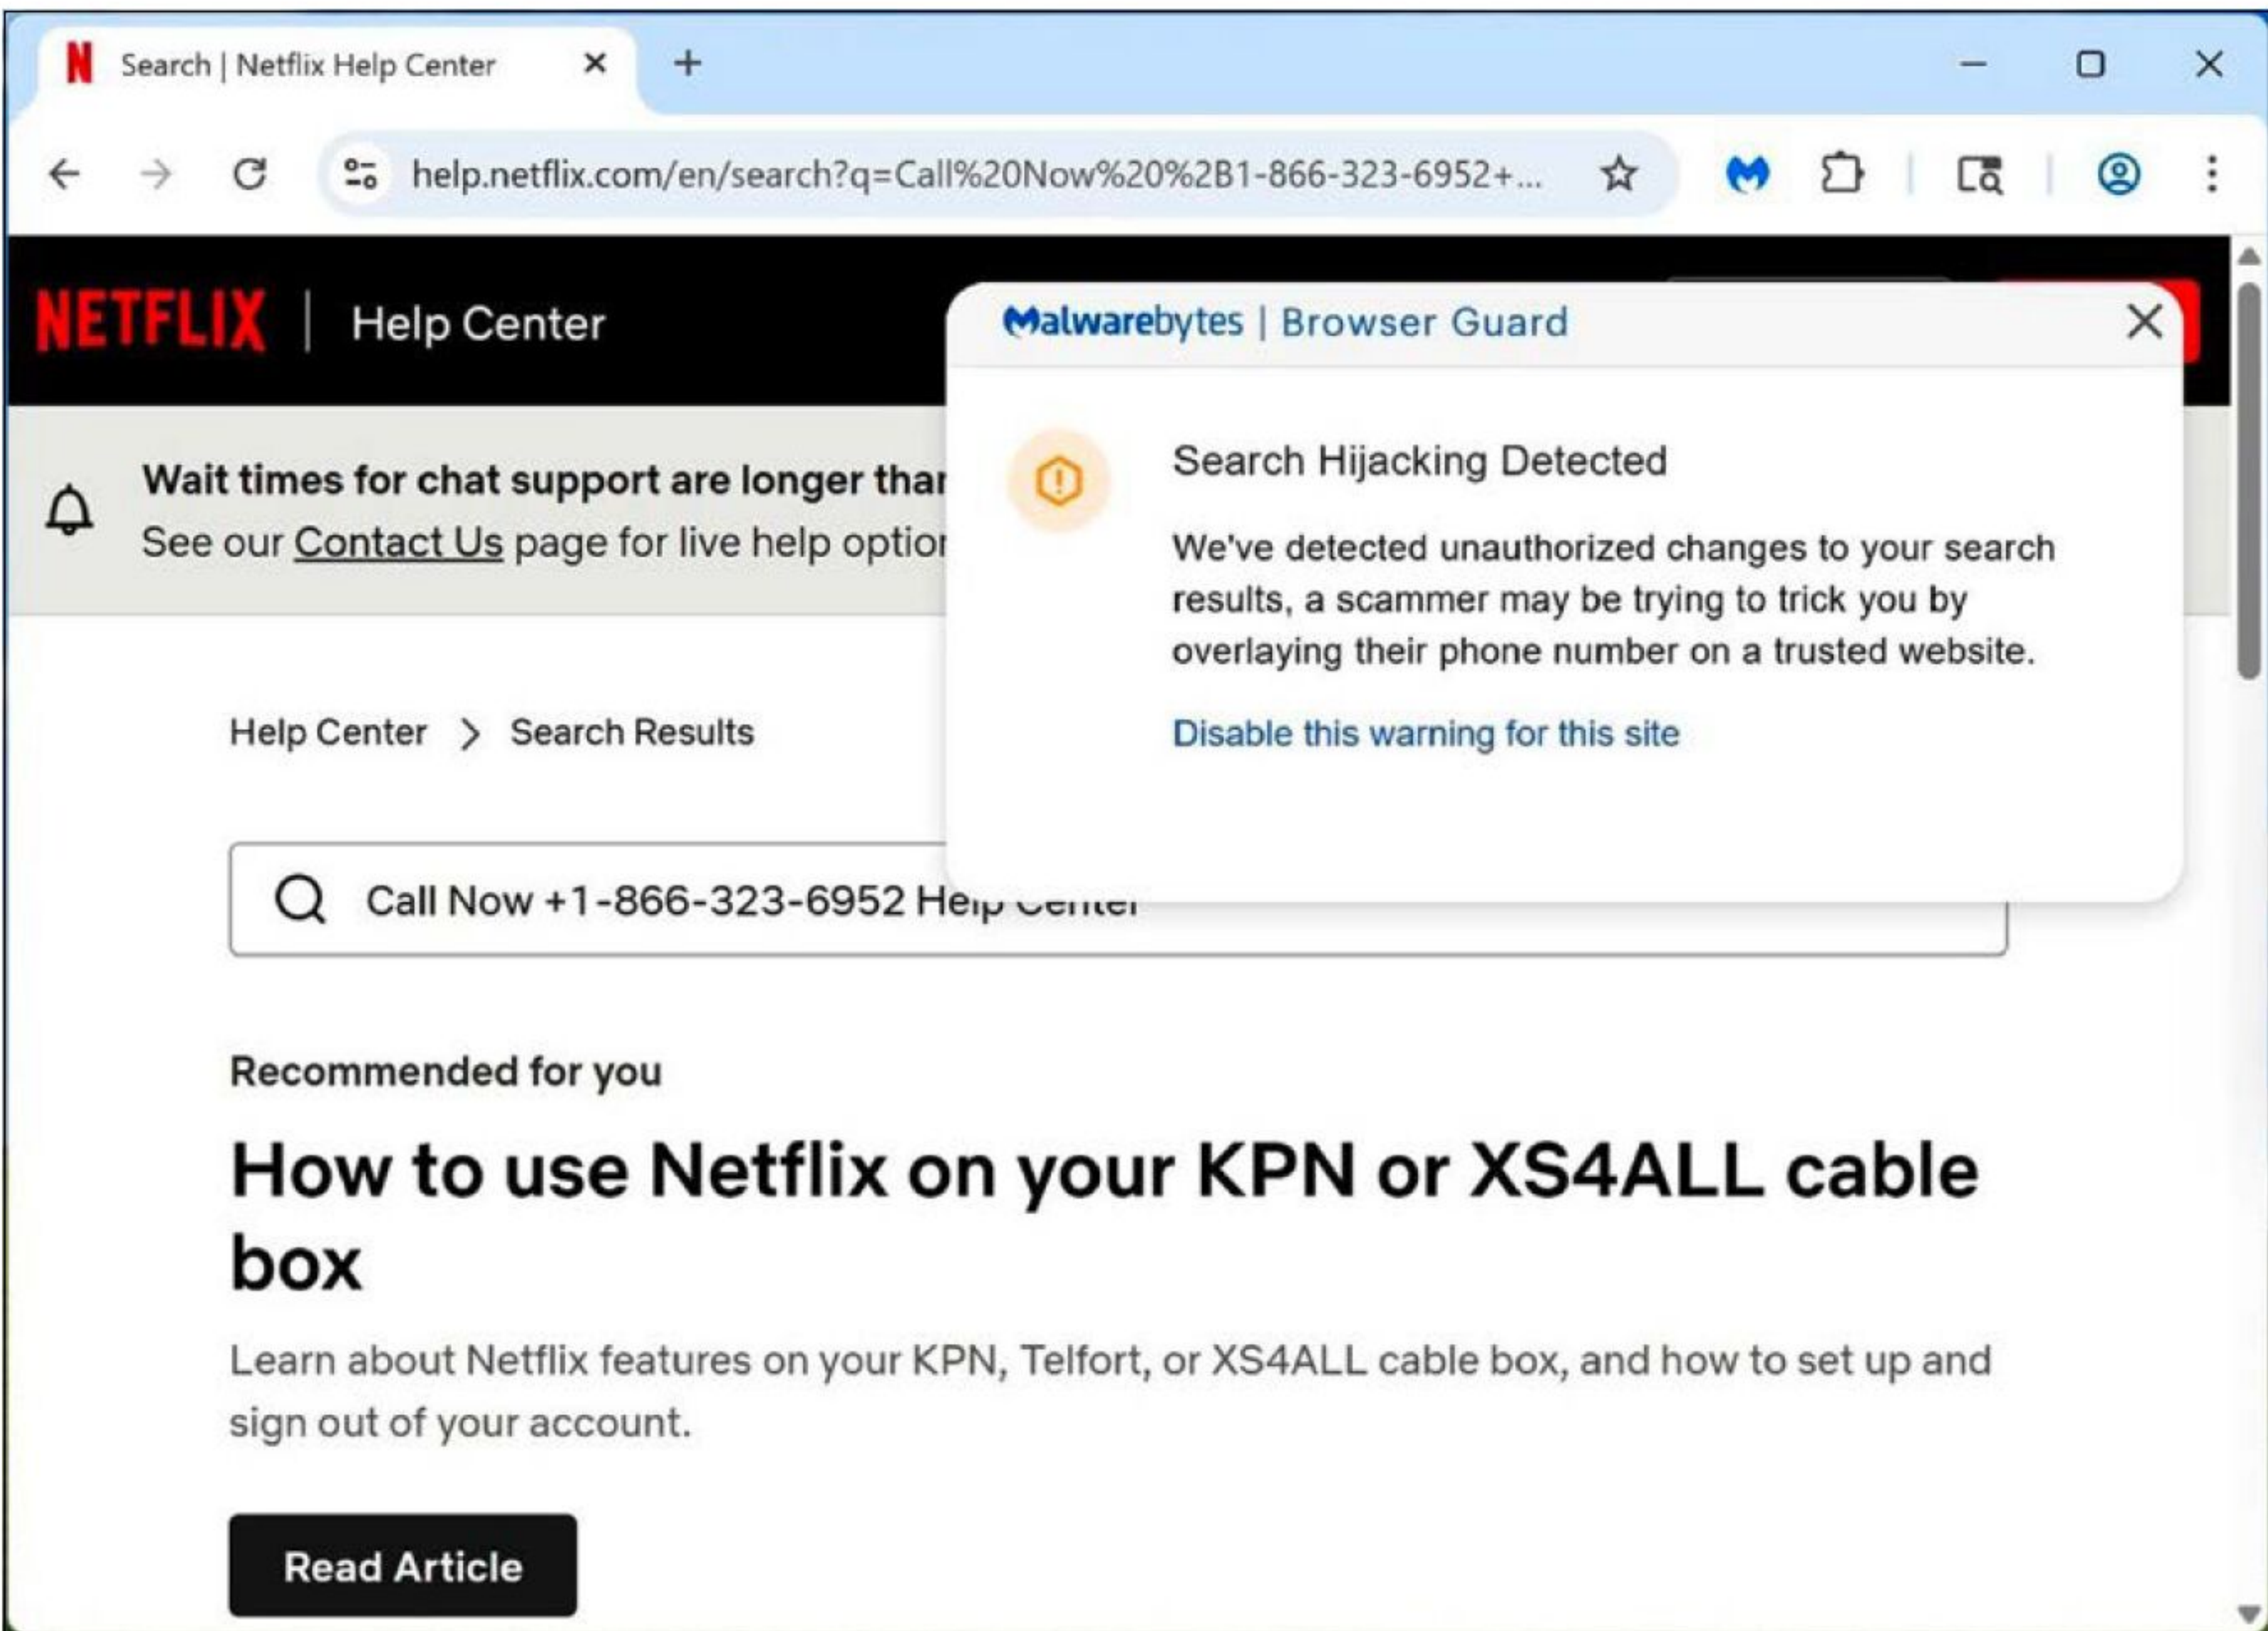 Search | Netflix Help Center
help.netflix.com/en/search?q=Call%20Now%20%2B1-866-323-6952+...
NETFLIX | Help Center
Malwarebytes | Browser Guard
Search Hijacking Detected
We've detected unauthorized changes to your search
results, a scammer may be trying to trick you by
overlaying their phone number on a trusted website.
Disable this warning for this site
Wait times for chat support are longer
See our Contact Us page for live help
Help Center > Search Results
Call Now +1-866-323-6952 Help Center
Recommended for you
How to use Netflix on your KPN or XS4ALL cable
box
Learn about Netflix features on your KPN, Telfort, or XS4ALL cable box, and how to set up and
sign out of your account.
Read Article